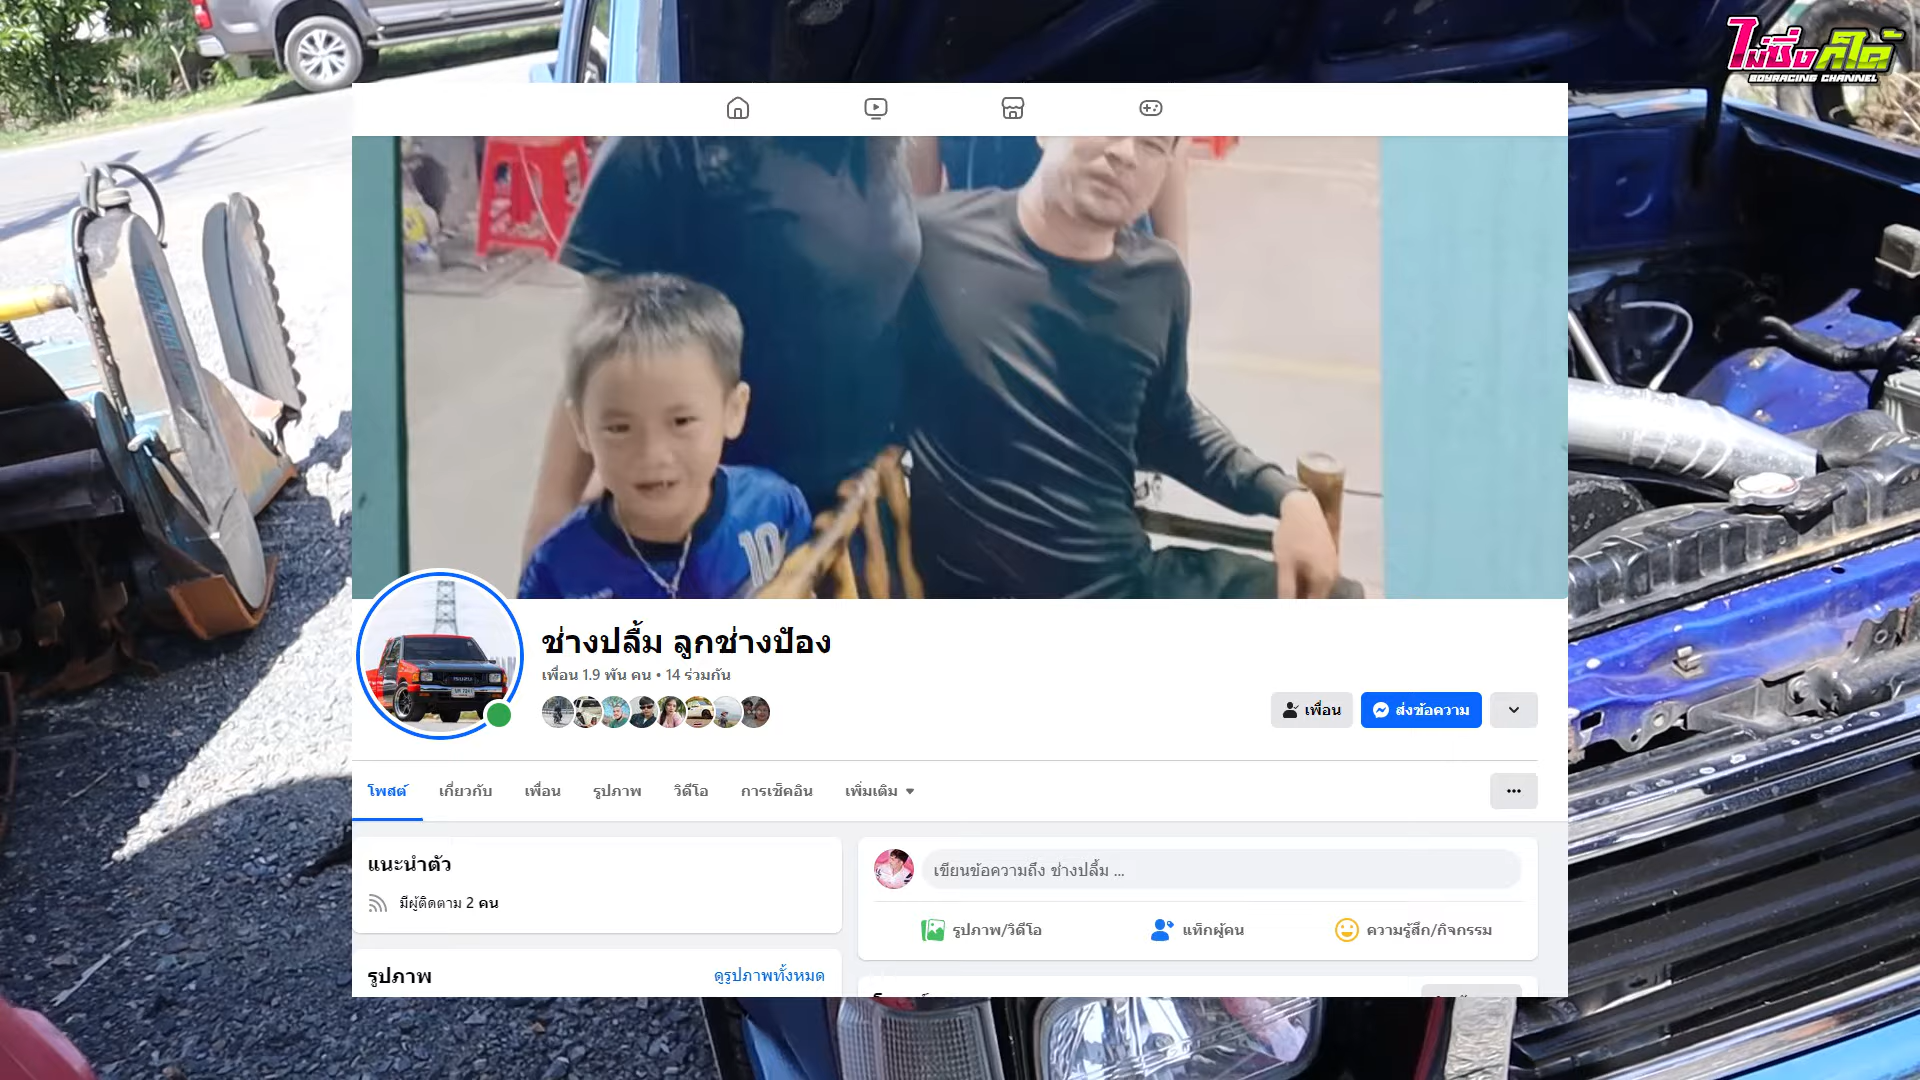 ไม่ซิ่งก็ได้
BOYRACING CHANNEL
10
ช่างปลื้ม ลูกช่างป๋อง
เพื่อน 1.9 พัน คน • 14 ร่วมกัน
เพื่อน
ส่งข้อความ
โพสต์
เกี่ยวกับ
เพื่อน
รูปภาพ
วิดีโอ
การเช็คอิน
เพิ่มเติม
แนะนำตัว
มีผู้ติดตาม 2 คน
เขียนข้อความถึง ช่างปลื้ม ...
รูปภาพ/วิดีโอ
แท็กผู้คน
ความรู้สึก/กิจกรรม
รูปภาพ
ดูรูปภาพทั้งหมด